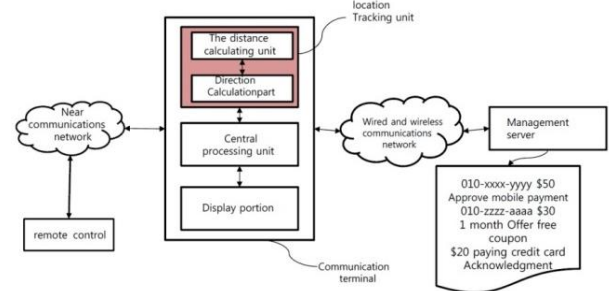 location
Tracking unit
The distance
calculating unit
Direction
Calculationpart
Near
communications
network
Central
processing unit
Wired and wireless
communications
network
Management
server
Display portion
remote control
010-xxxx-yyyy $50
Approve mobile payment
010-zzzz-aaaa $30
1 month Offer free
coupon
$20 paying credit card
Acknowledgment
Communication
terminal